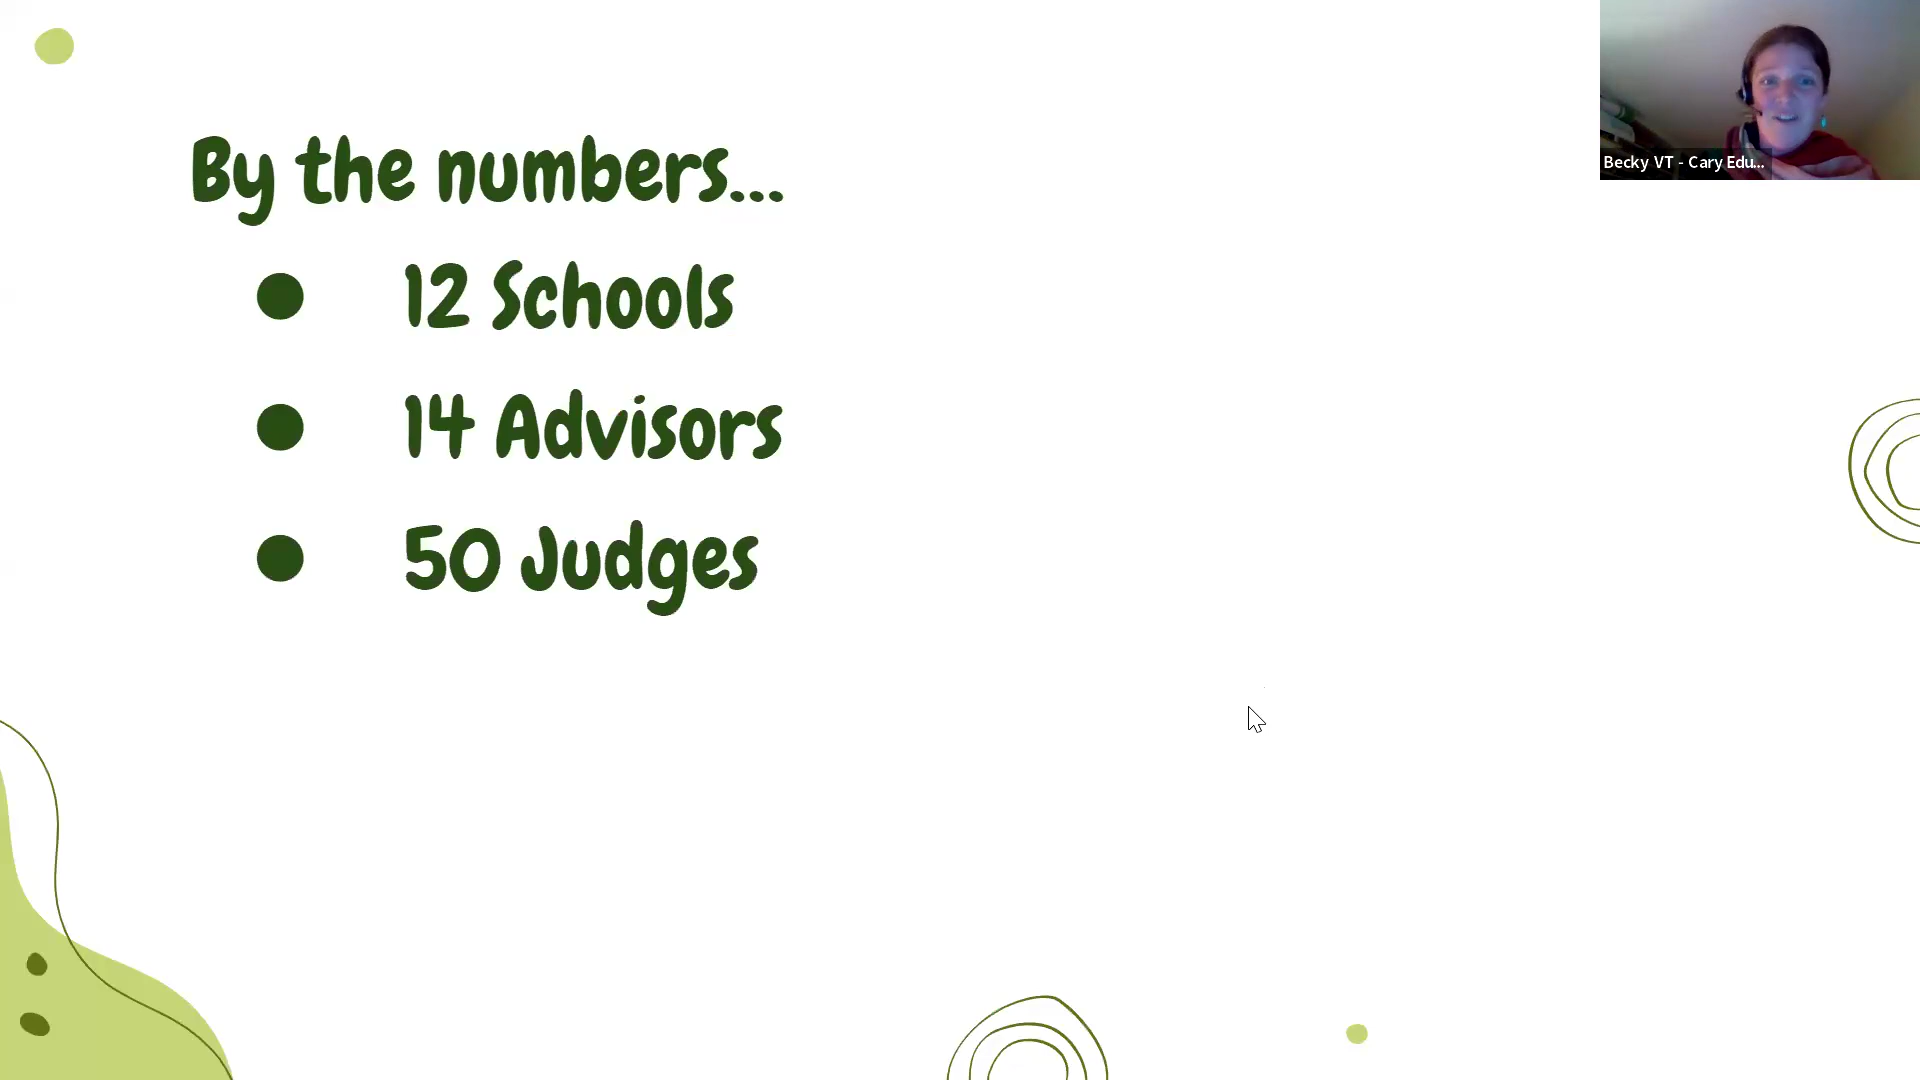 By the numbers...
● 12 Schools
● 14 Advisors
● 50 Judges
Becky VT - Cary Edu...